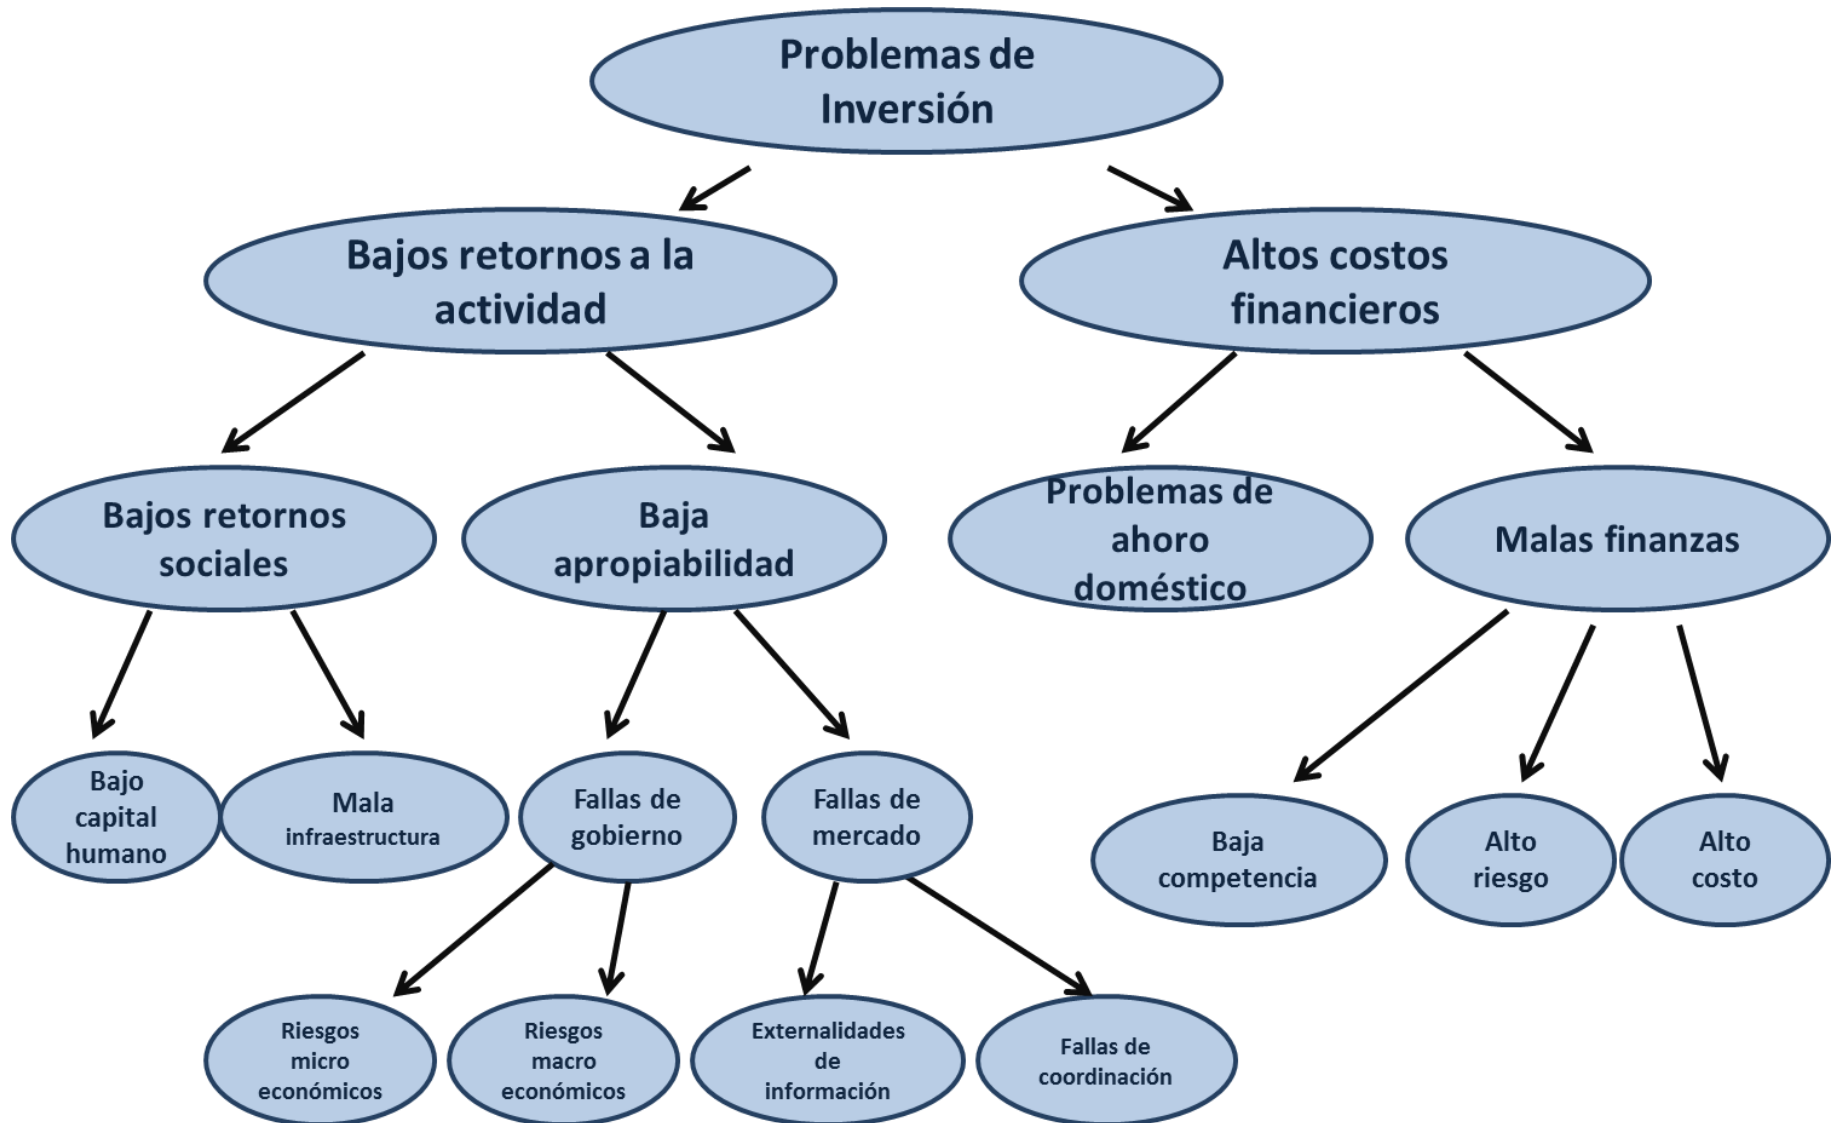 Problemas de
Inversión
Bajos retornos a la
actividad
Altos costos
financieros
Bajos retornos
sociales
Baja
apropiabilidad
Problemas de
ahoro
doméstico
Malas finanzas
Bajo
capital
humano
Mala
infraestructura
Fallas de
gobierno
Fallas de
mercado
Baja
competencia
Alto
riesgo
Alto
costo
Riesgos
micro
económicos
Riesgos
macro
económicos
Externalidades
de
información
Fallas de
coordinación